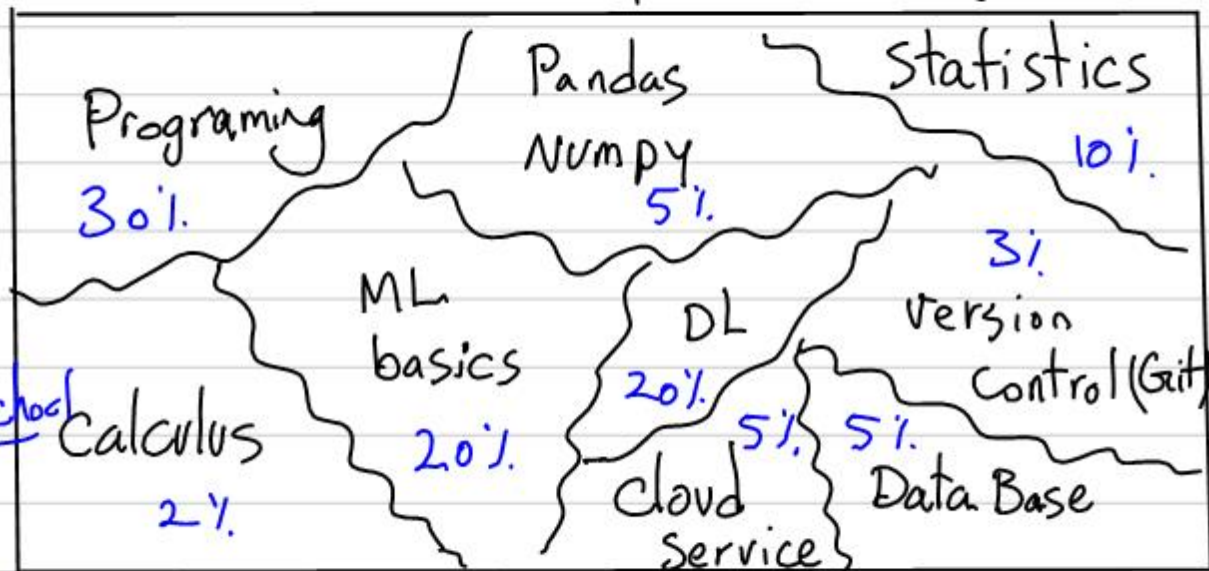 Programing
30%
Pandas
Numpy
5%
Statistics
10%
ML
basics
20%
DL
20%
3%
Version
Control (Git)
Calculus
2%
5%
Cloud
Service
5%
Data Base